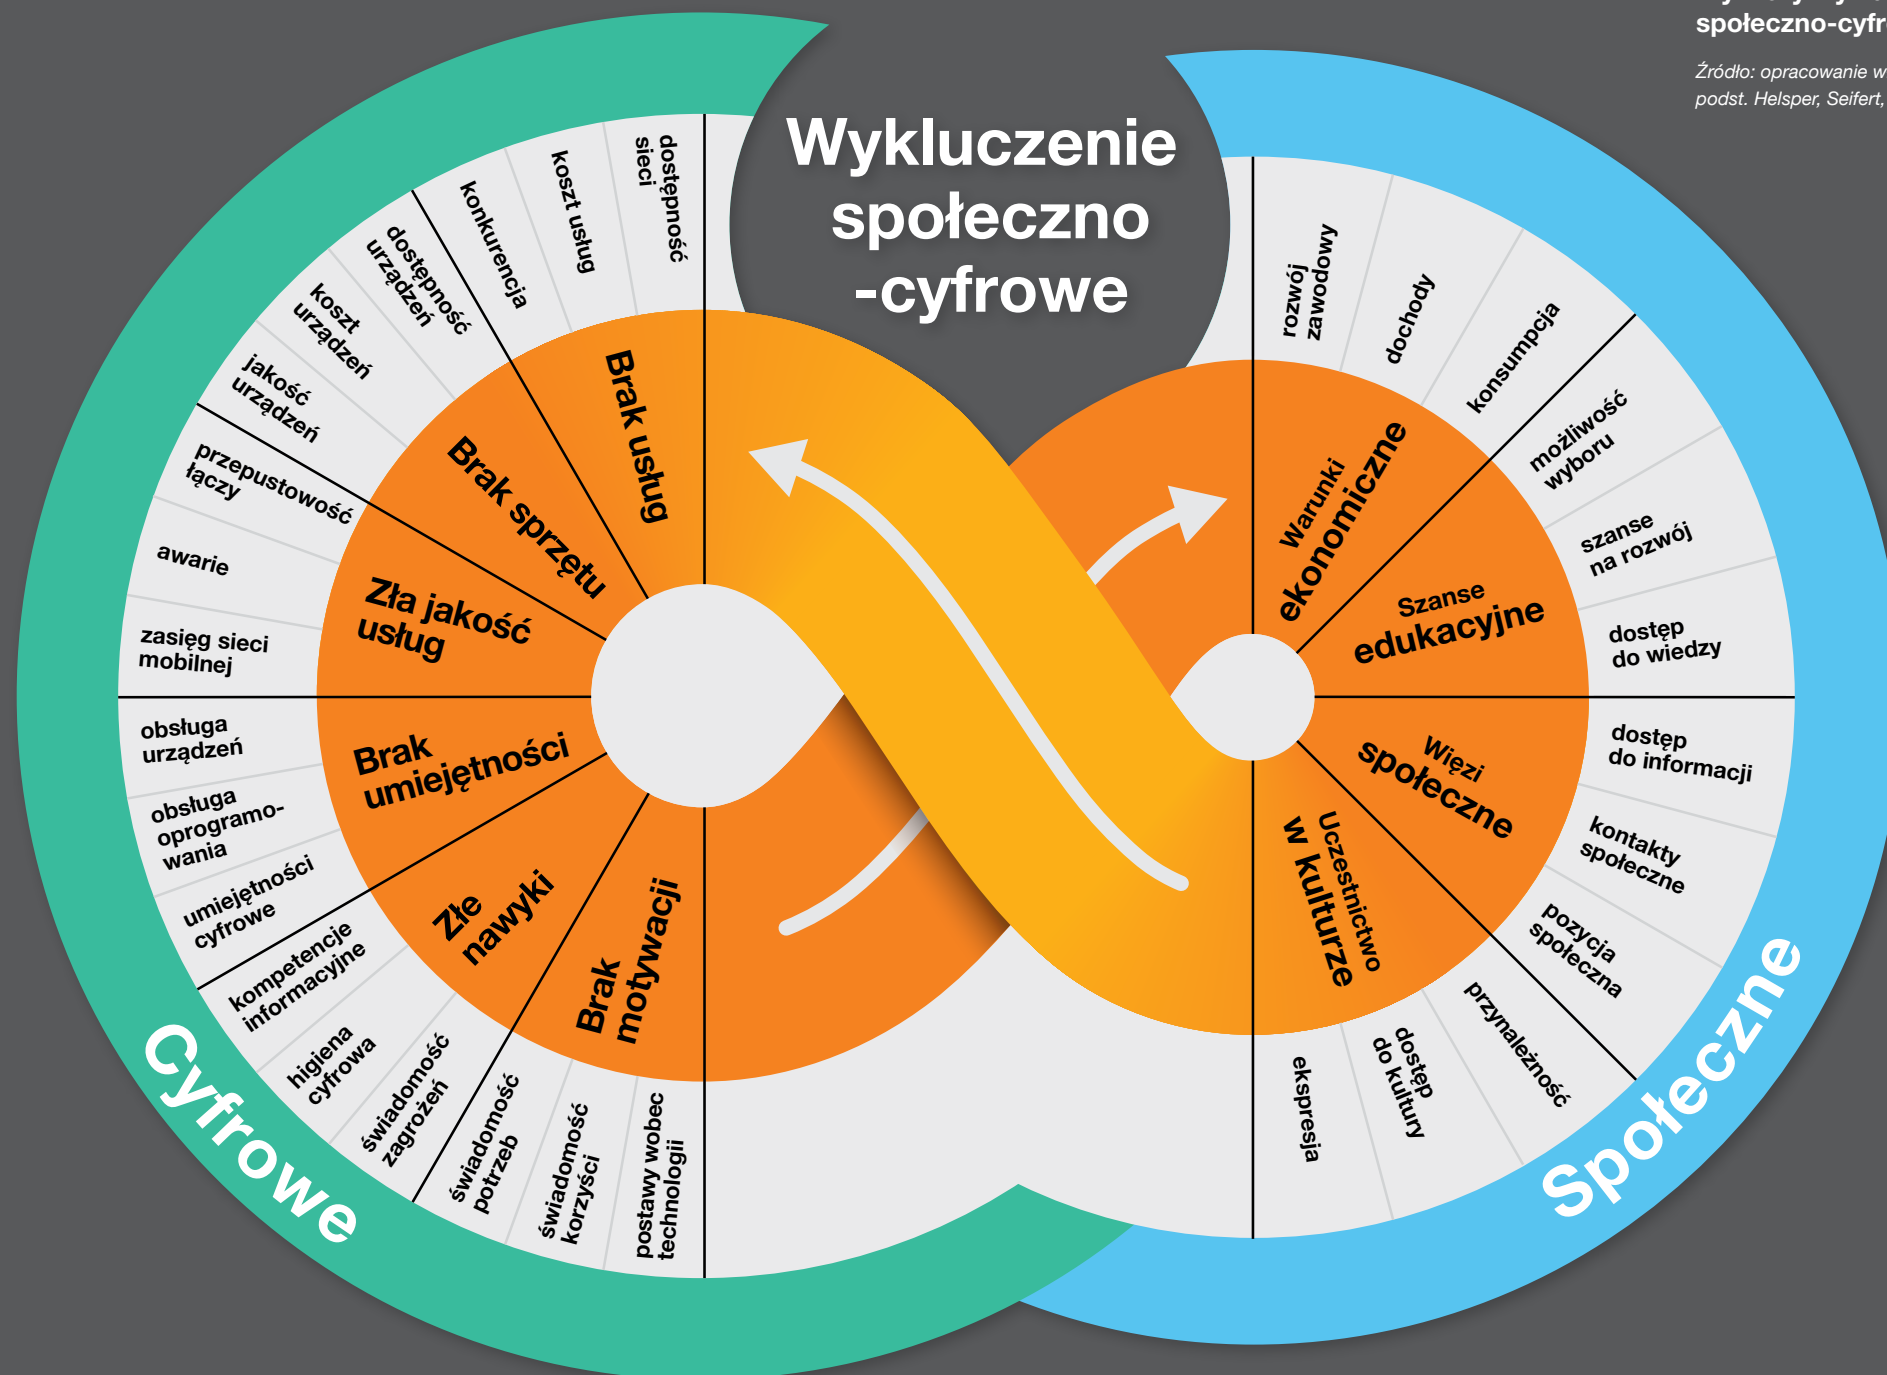 społeczno-cyfr
Źródło: opracowanie w
podst. Helsper, Seifert,
Wykluczenie
społeczno
-cyfrowe
dostępność
sieci
koszt usług
konkurencja
Brak usług
dostępność
urządzeń
koszt
urządzeń
jakość
urządzeń
Brak sprzętu
przepustowość
łączy
awarie
zasięg sieci
mobilnej
Zła jakość
usług
obsługa
urządzeń
obsługa
oprogramo-
wania
umiejętności
cyfrowe
Brak
umiejętności
kompetencje
informacyjne
higiena
cyfrowa
świadomość
zagrożeń
Złe
nawyki
świadomość
potrzeb
świadomość
korzyści
postawy wobec
technologii
Brak
motywacji
Cyfrowe
rozwój
zawodowy
dochody
konsumpcja
Warunki
ekonomiczne
możliwość
wyboru
szanse
na rozwój
dostęp
do wiedzy
Szanse
edukacyjne
dostęp
do informacji
kontakty
społeczne
pozycja
społeczna
Więzi
społeczne
przynależność
dostęp
do kultury
ekspresja
Uczestnictwo
w kulturze
Społeczne